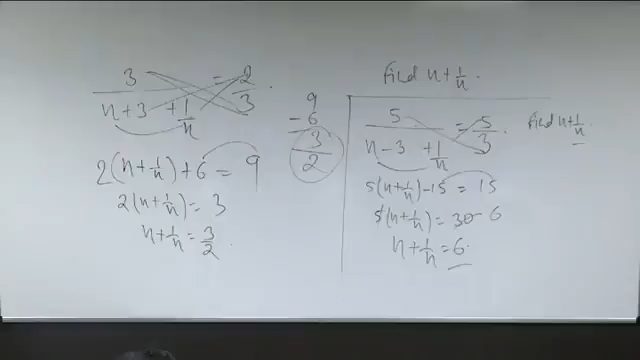 3/(n+3+1/n) = 2/3
2(n+1/n)+6 = 9
2(n+1/n) = 3
n+1/n = 3/2.
9
-6
3
2
Find n+1/n.
5/(n-3+1/n) = 5/3. Find n+1/n
5(n+1/n)-15 = 15
5(n+1/n) = 30 6
n+1/n = 6.